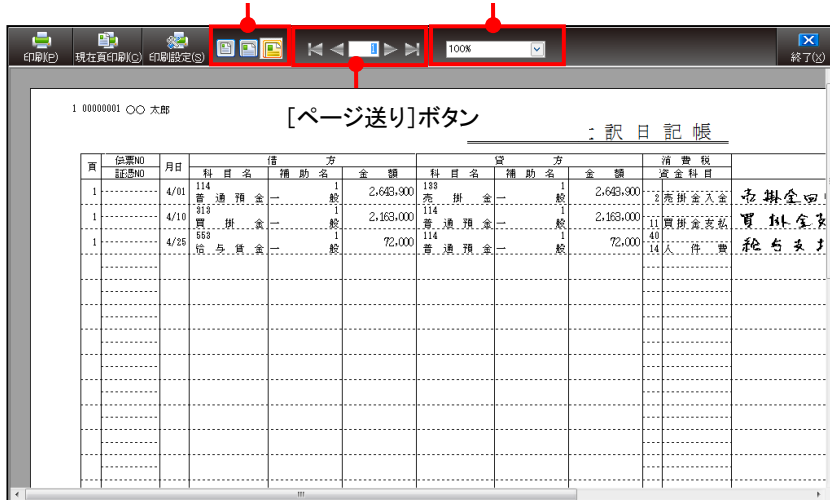 印刷(P) 現在頁印刷(C) 印刷設定(S) 1 100% 終了(X)
1 00000001 ○○ 太郎
[ページ送り]ボタン
訳 日 記 帳
頁 伝票NO 月日 借 方 貸 方 消 費 税
証憑NO 科 目 名 補 助 名 金 額 科 目 名 補 助 名 金 額 資 金 科 目
114 1 133 1
1 4/01 普 通 預 金 一 般 2,643,900 売 掛 金 一 般 2,643,900 2 売 掛 金 入 金 売掛金回
313 1 114 1
1 4/10 買 掛 金 一 般 2,163,000 普 通 預 金 一 般 2,163,000 11 買 掛 金 支 払 買掛金支
553 1 114 1 40
1 4/25 給 与 賃 金 一 般 72,000 普 通 預 金 一 般 72,000 14 人 件 費 給与支